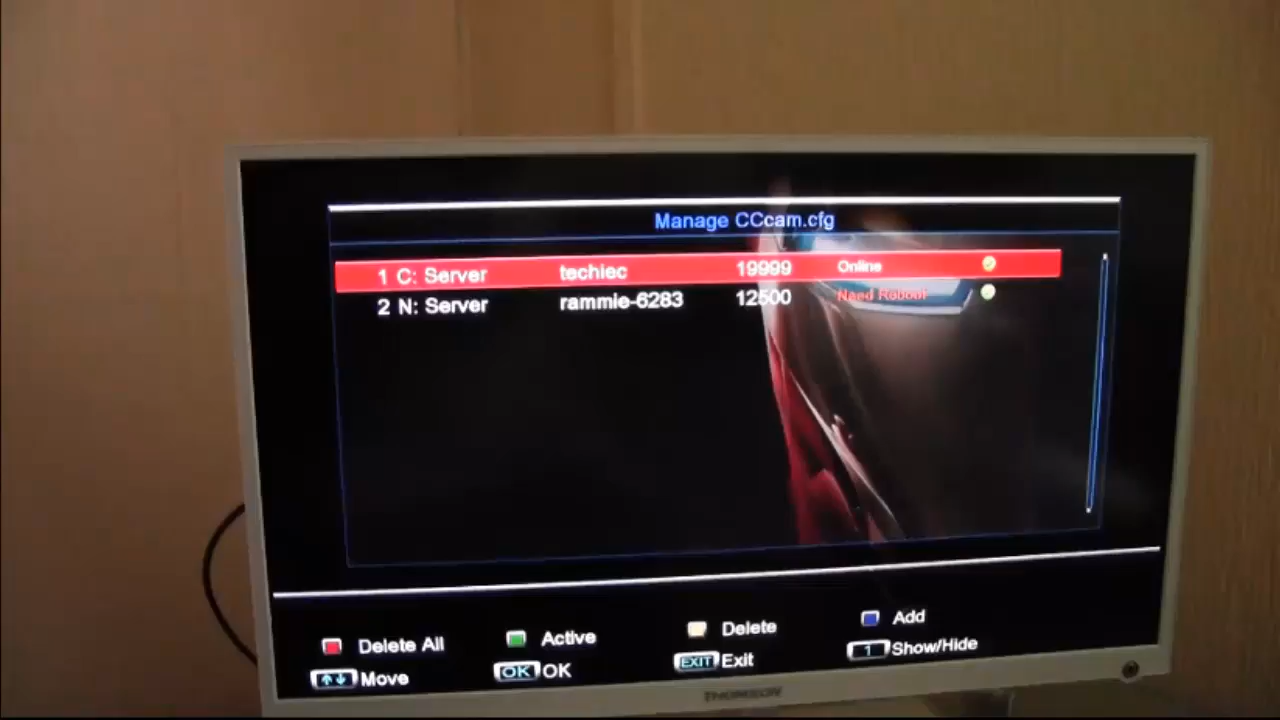 Manage CCcam.cfg
1 C: Server techiec 19999 Online
2 N: Server rammie-6283 12500 Need Reboot
Delete All Active Delete Add
Move OK OK EXIT Exit 1 Show/Hide
THOMSON